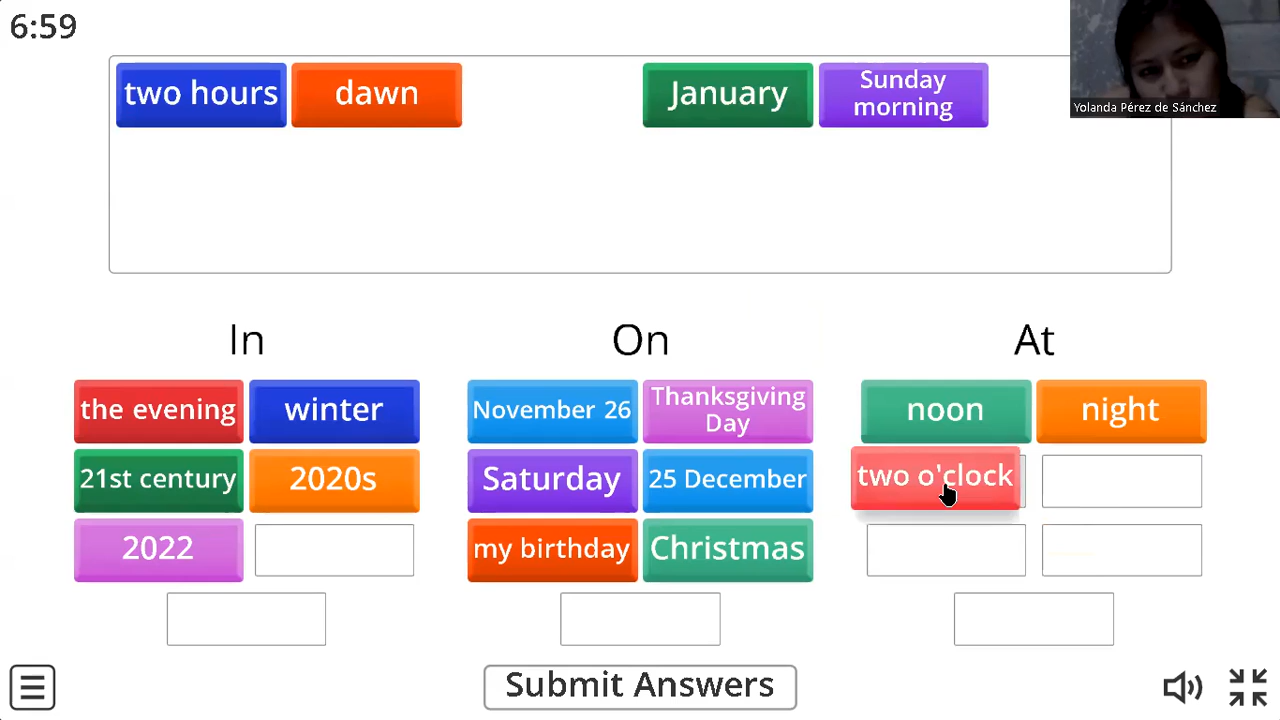 6:59
two hours
dawn
January
Sunday
morning
Yolanda Pérez de Sánchez
In
On
At
the evening
winter
21st century
2020s
2022
November 26
Thanksgiving
Day
Saturday
25 December
my birthday
Christmas
noon
night
two o'clock
Submit Answers